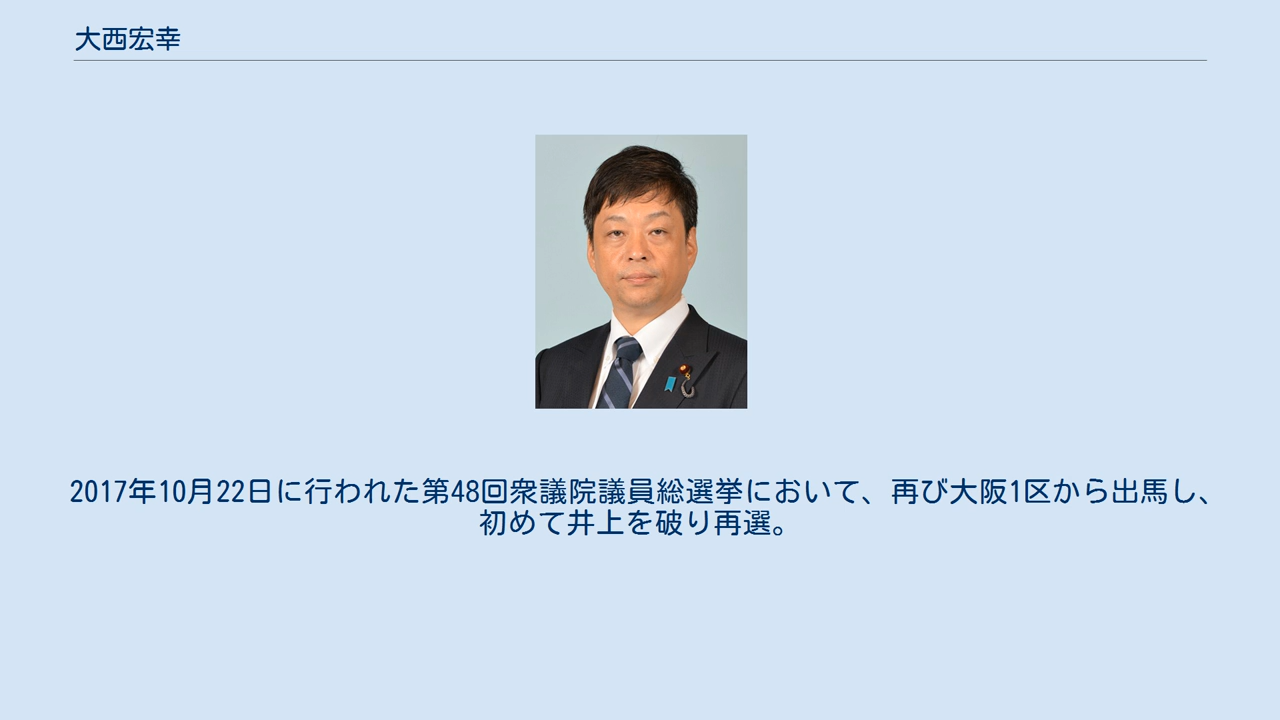 大西宏幸
2017年10月22日に行われた第48回衆議院議員総選挙において、再び大阪1区から出馬し、
初めて井上を破り再選。